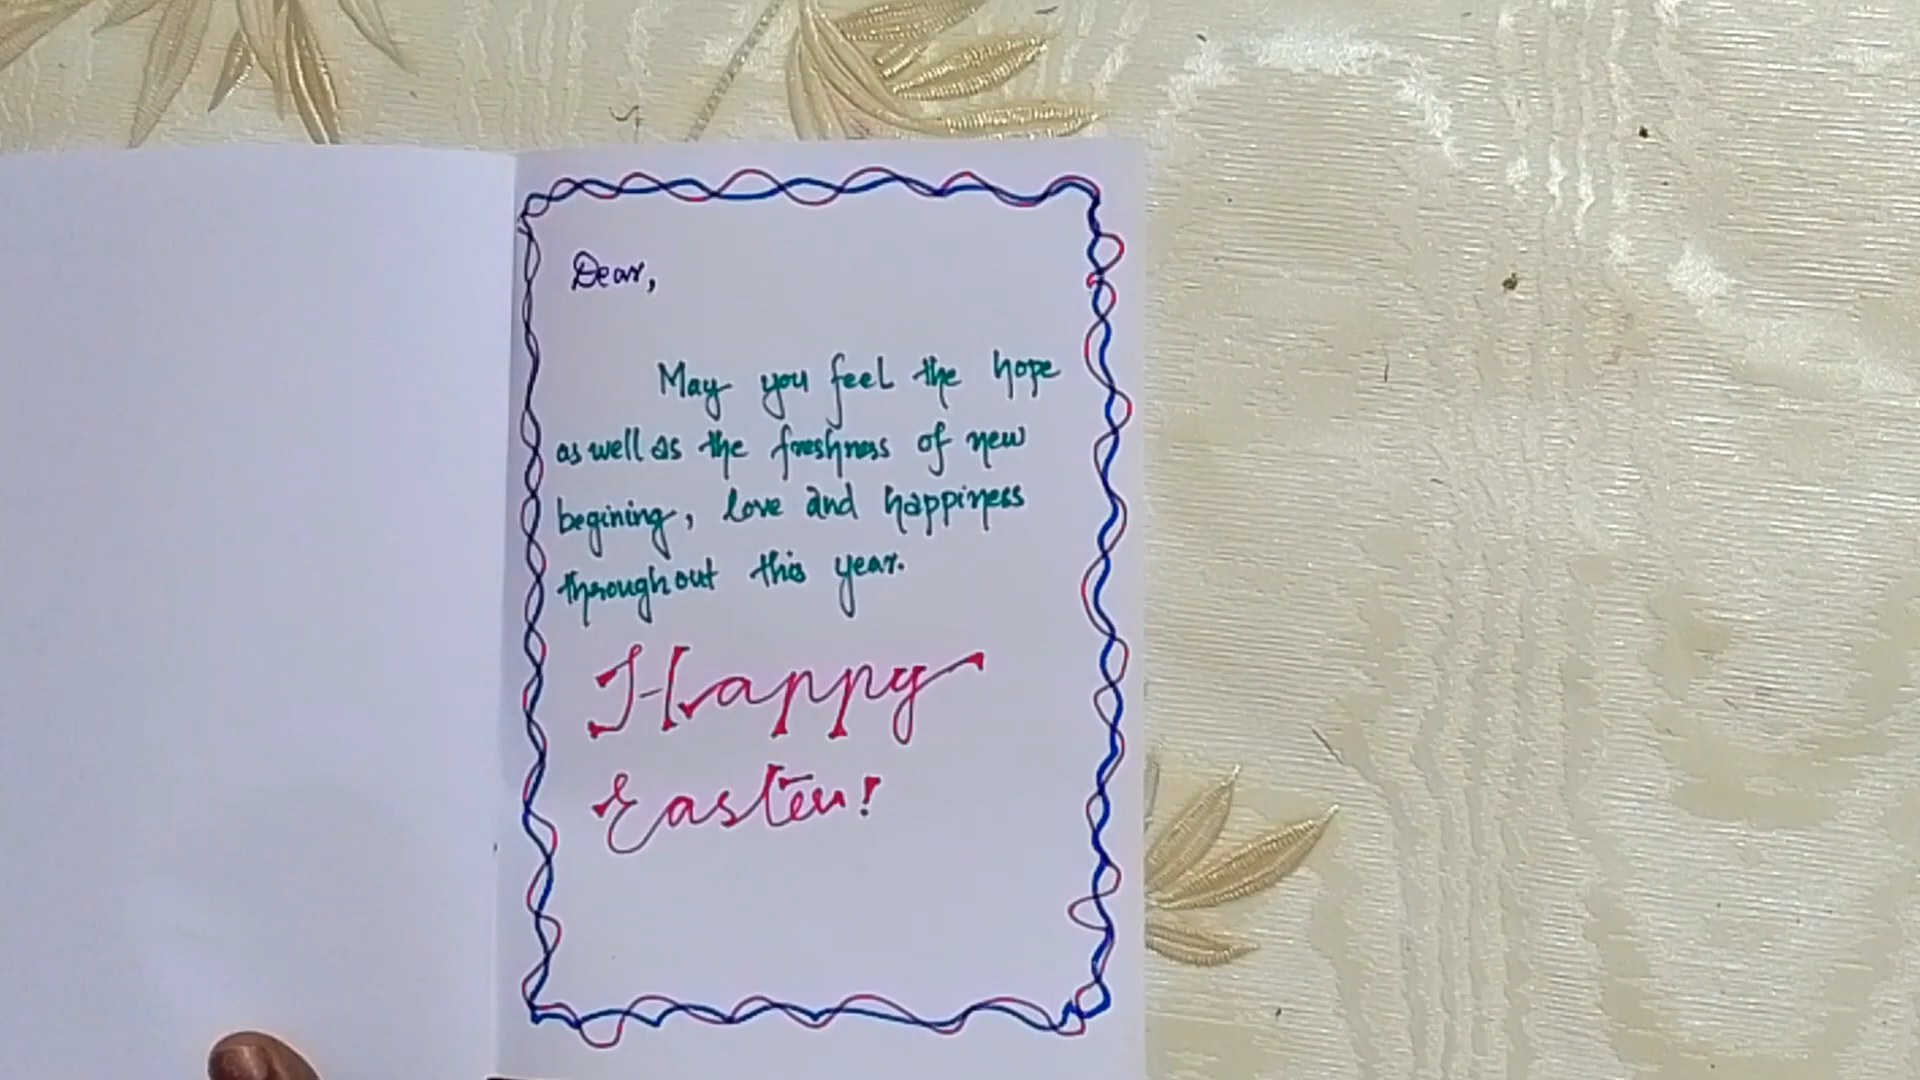 Dear,
May you feel the hope
as well as the freshness of new
begining, love and happiness
throughout this year.
Happy
Easter!